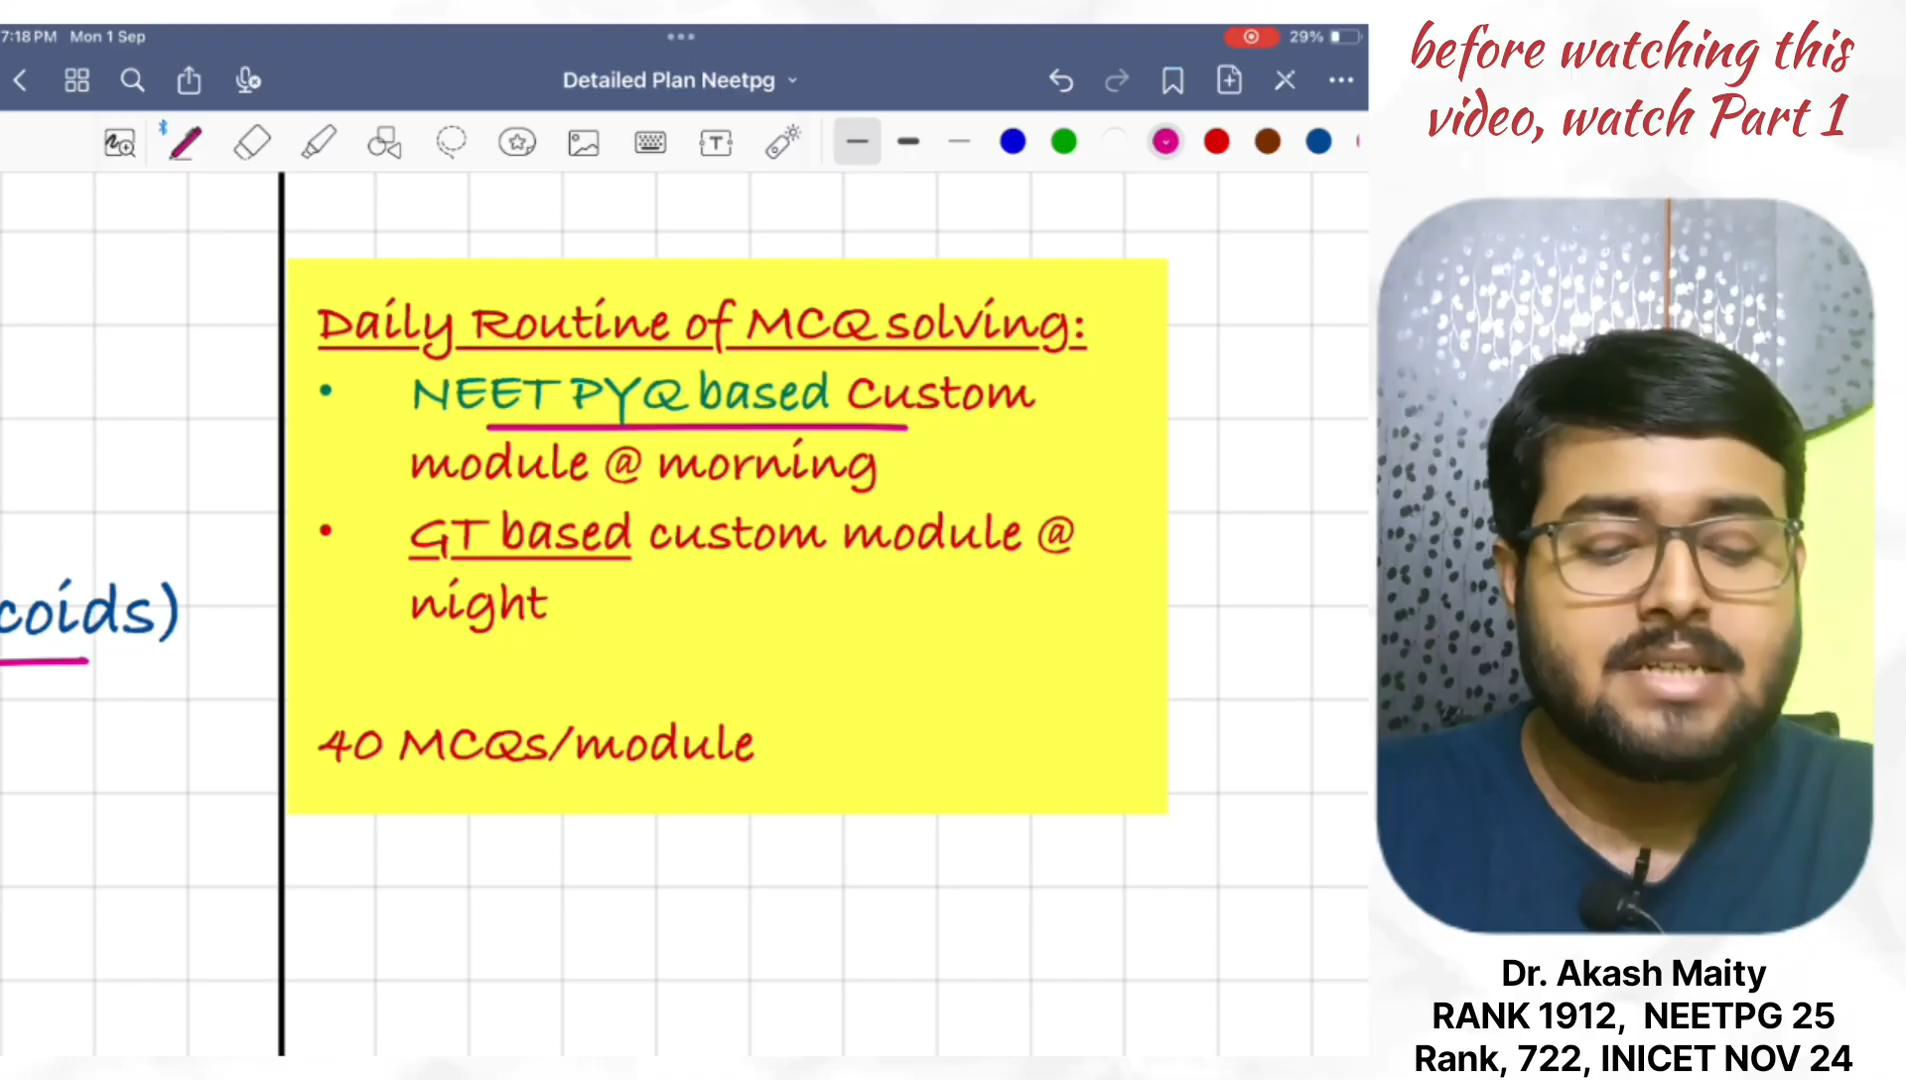 7:18 PM Mon 1 Sep
29%
Detailed Plan Neetpg
before watching this
video, watch Part 1
Daily Routine of MCQ solving:
• NEET PYQ based Custom
module @ morning
• GT based custom module @
night
40 MCQs/module
coids)
Dr. Akash Maity
RANK 1912, NEETPG 25
Rank, 722, INICET NOV 24